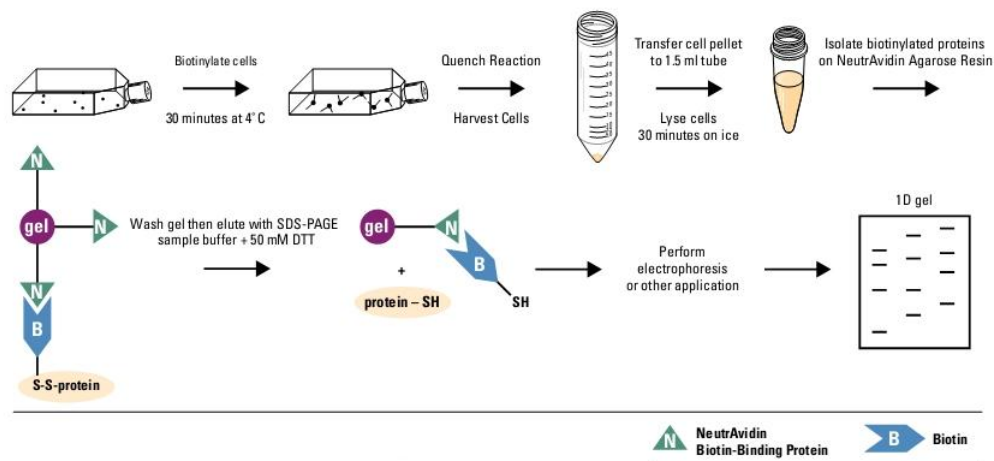 Biotinylate cells
30 minutes at 4°C
Quench Reaction
Harvest Cells
Transfer cell pellet
to 1.5 ml tube
Lyse cells
30 minutes on ice
Isolate biotinylated proteins
on NeutrAvidin Agarose Resin
N
gel
N
N
B
S-S-protein
Wash gel then elute with SDS-PAGE
sample buffer + 50 mM DTT
gel
N
B
SH
+
protein – SH
Perform
electrophoresis
or other application
1D gel
N
NeutrAvidin
Biotin-Binding Protein
B
Biotin